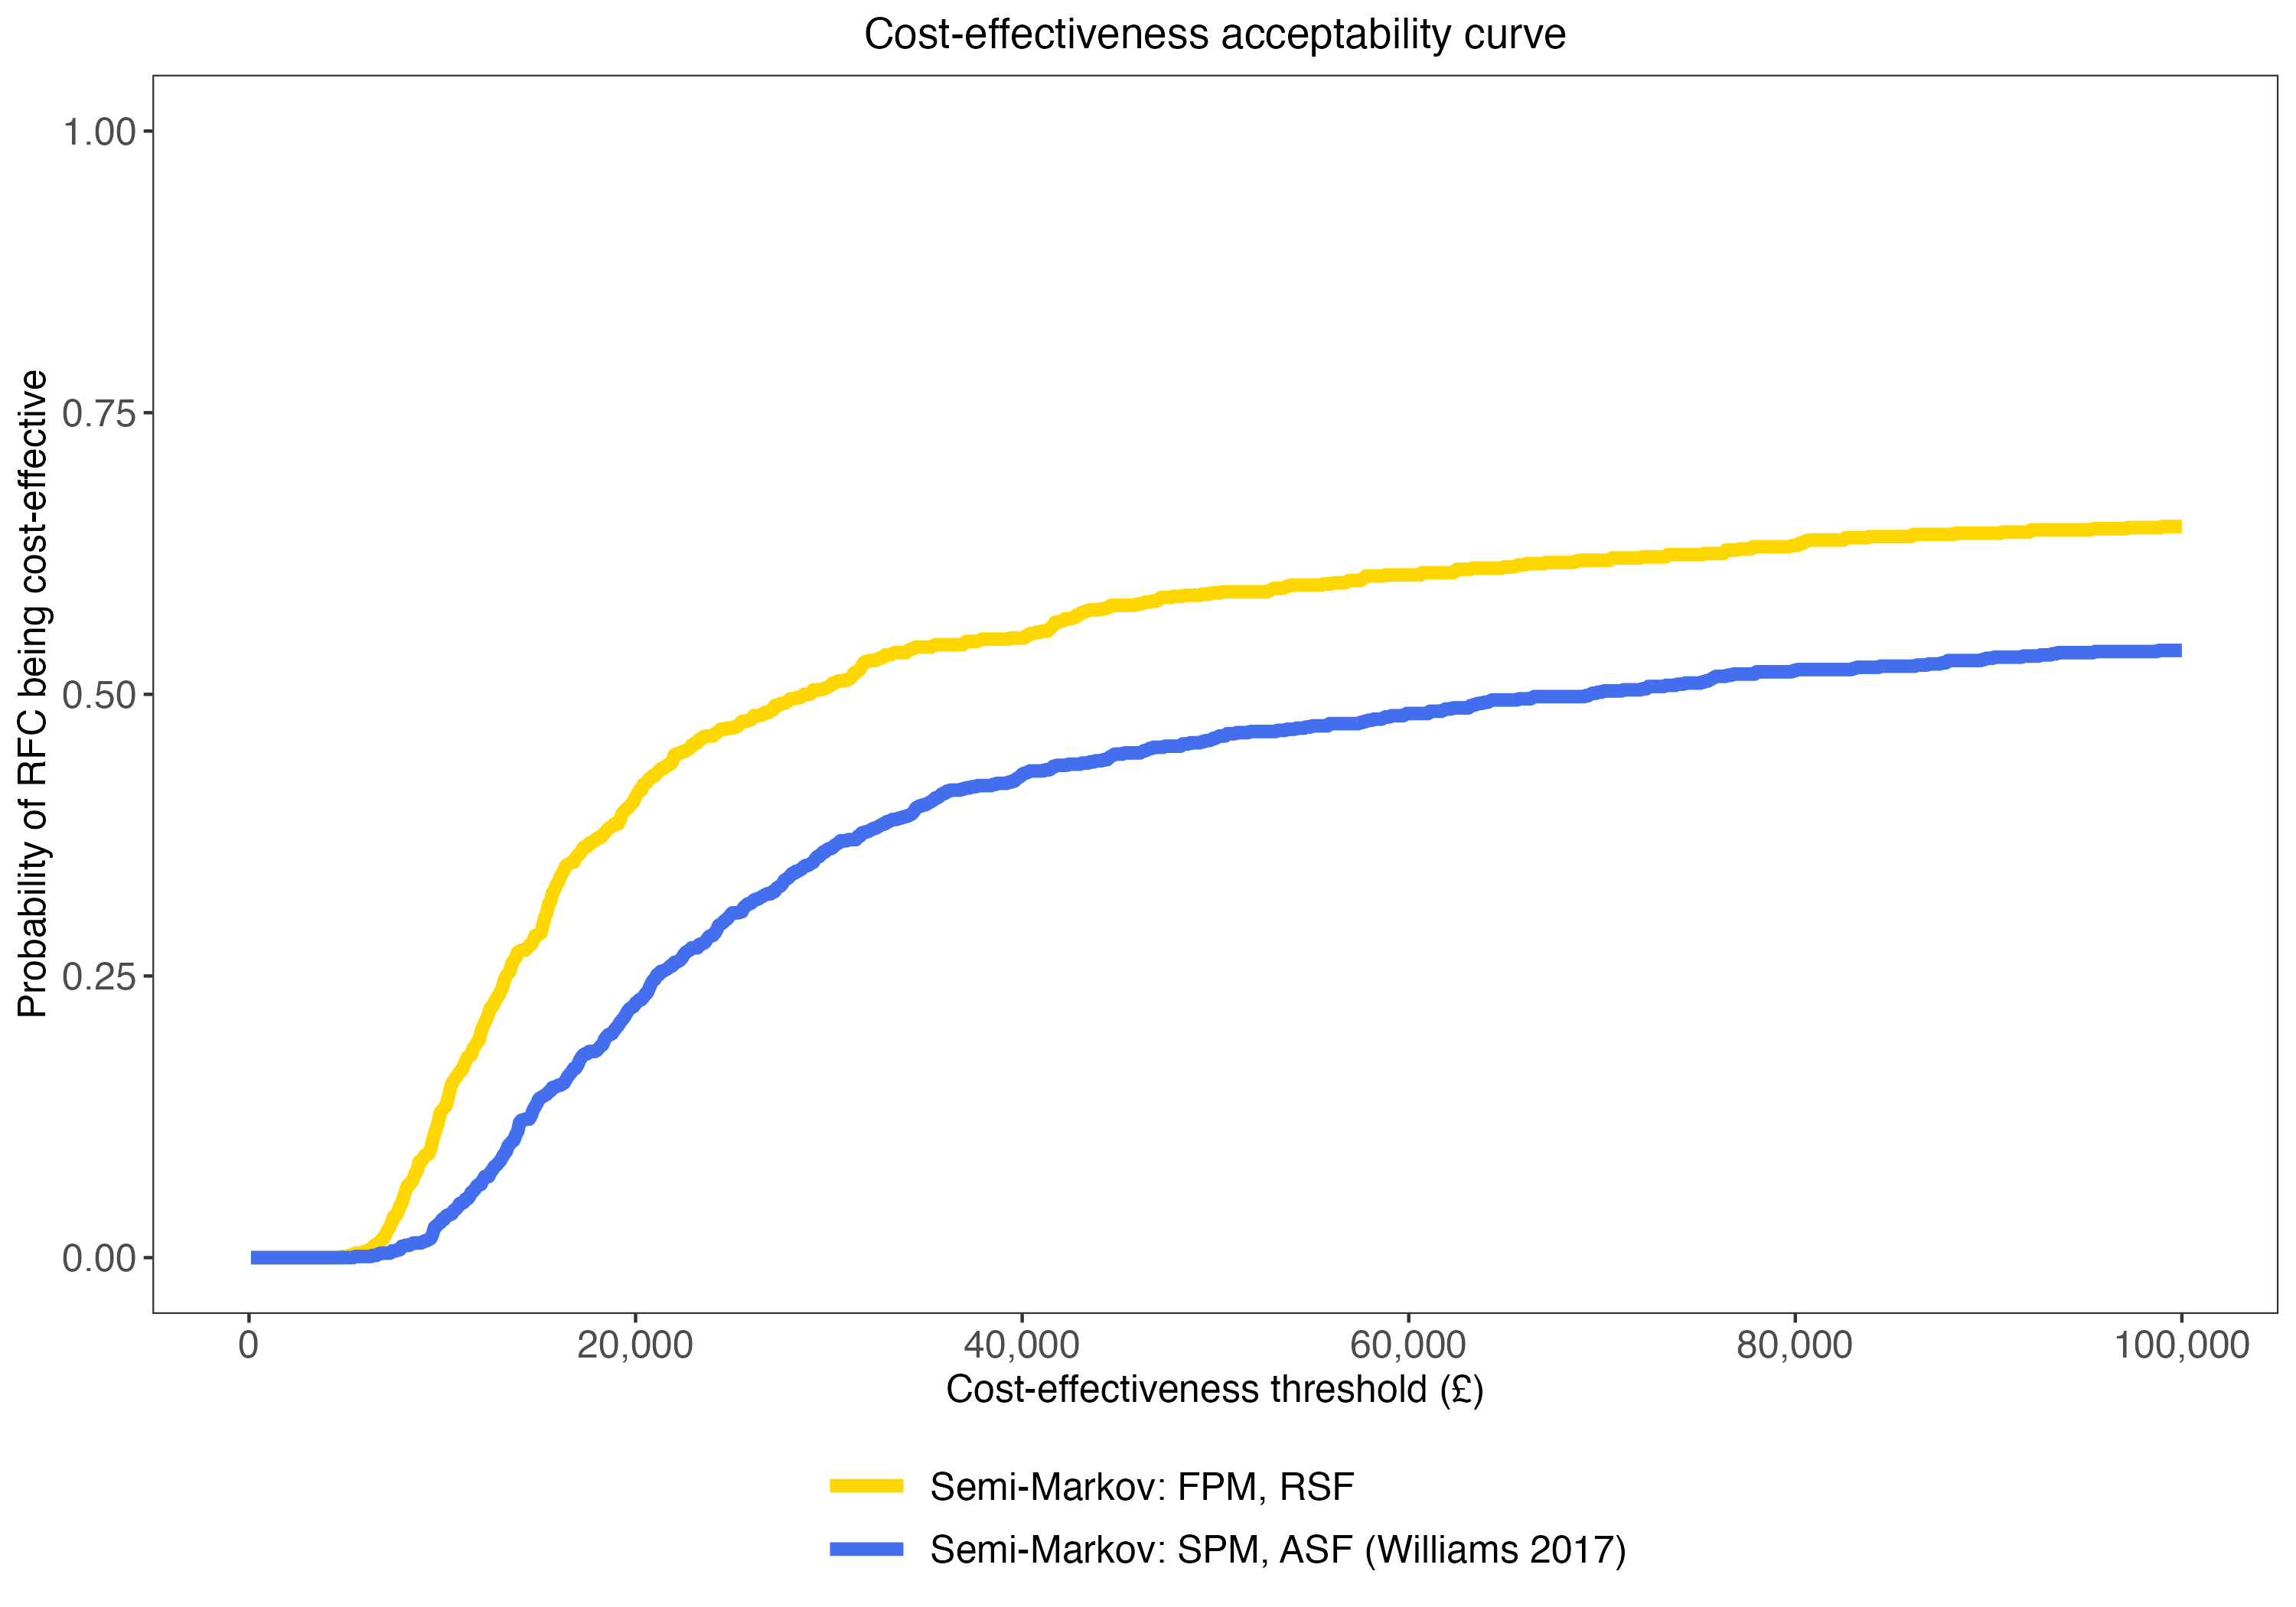 Cost-effectiveness acceptability curve
Probability of RFC being cost-effective
1.00
0.75
0.50
0.25
0.00
0
20,000
40,000
60,000
80,000
100,000
Cost-effectiveness threshold (£)
Semi-Markov: FPM, RSF
Semi-Markov: SPM, ASF (Williams 2017)